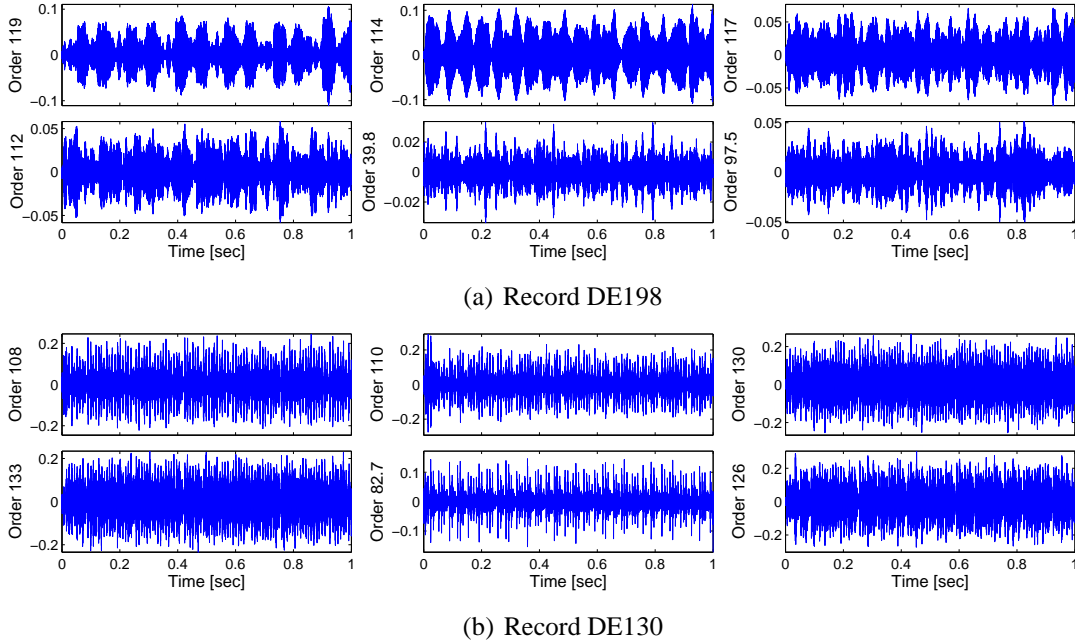 0.1
0
−0.1
Order 119
0.1
0
−0.1
Order 114
0.05
0
−0.05
Order 117
0.05
0
−0.05
Order 112
0 0.2 0.4 0.6 0.8 1
Time [sec]
0.02
0
−0.02
Order 39.8
0 0.2 0.4 0.6 0.8 1
Time [sec]
0.05
0
−0.05
Order 97.5
0 0.2 0.4 0.6 0.8 1
Time [sec]
(a) Record DE198
0.2
0
−0.2
Order 108
0.2
0
−0.2
Order 110
0.2
0
−0.2
Order 130
0.2
0
−0.2
Order 133
0 0.2 0.4 0.6 0.8 1
Time [sec]
0.1
0
−0.1
Order 82.7
0 0.2 0.4 0.6 0.8 1
Time [sec]
0.2
0
−0.2
Order 126
0 0.2 0.4 0.6 0.8 1
Time [sec]
(b) Record DE130